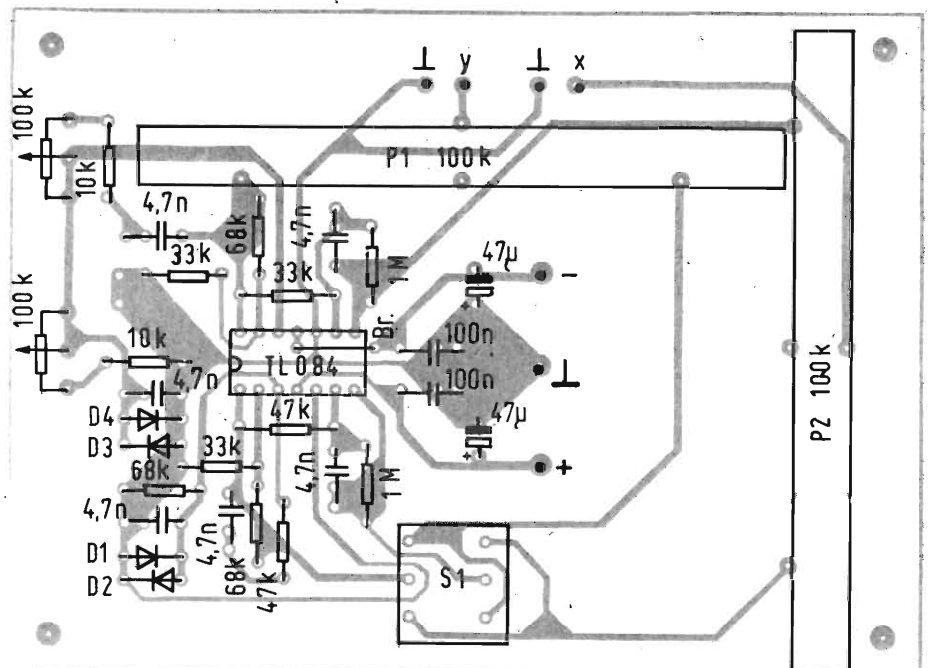 ⊥ y ⊥ x
100k
10k
P1 100k
4,7n
68k
4,7n
33k
33k
1M
47µ
-
Br.
100k
10k
TL084
100n
⊥
4,7n
100n
P2 100k
D4
47k
47µ
+
D3
33k
+
68k
4,7n
1M
+
4,7n
4,7n
68k
47k
S1
D1
D2